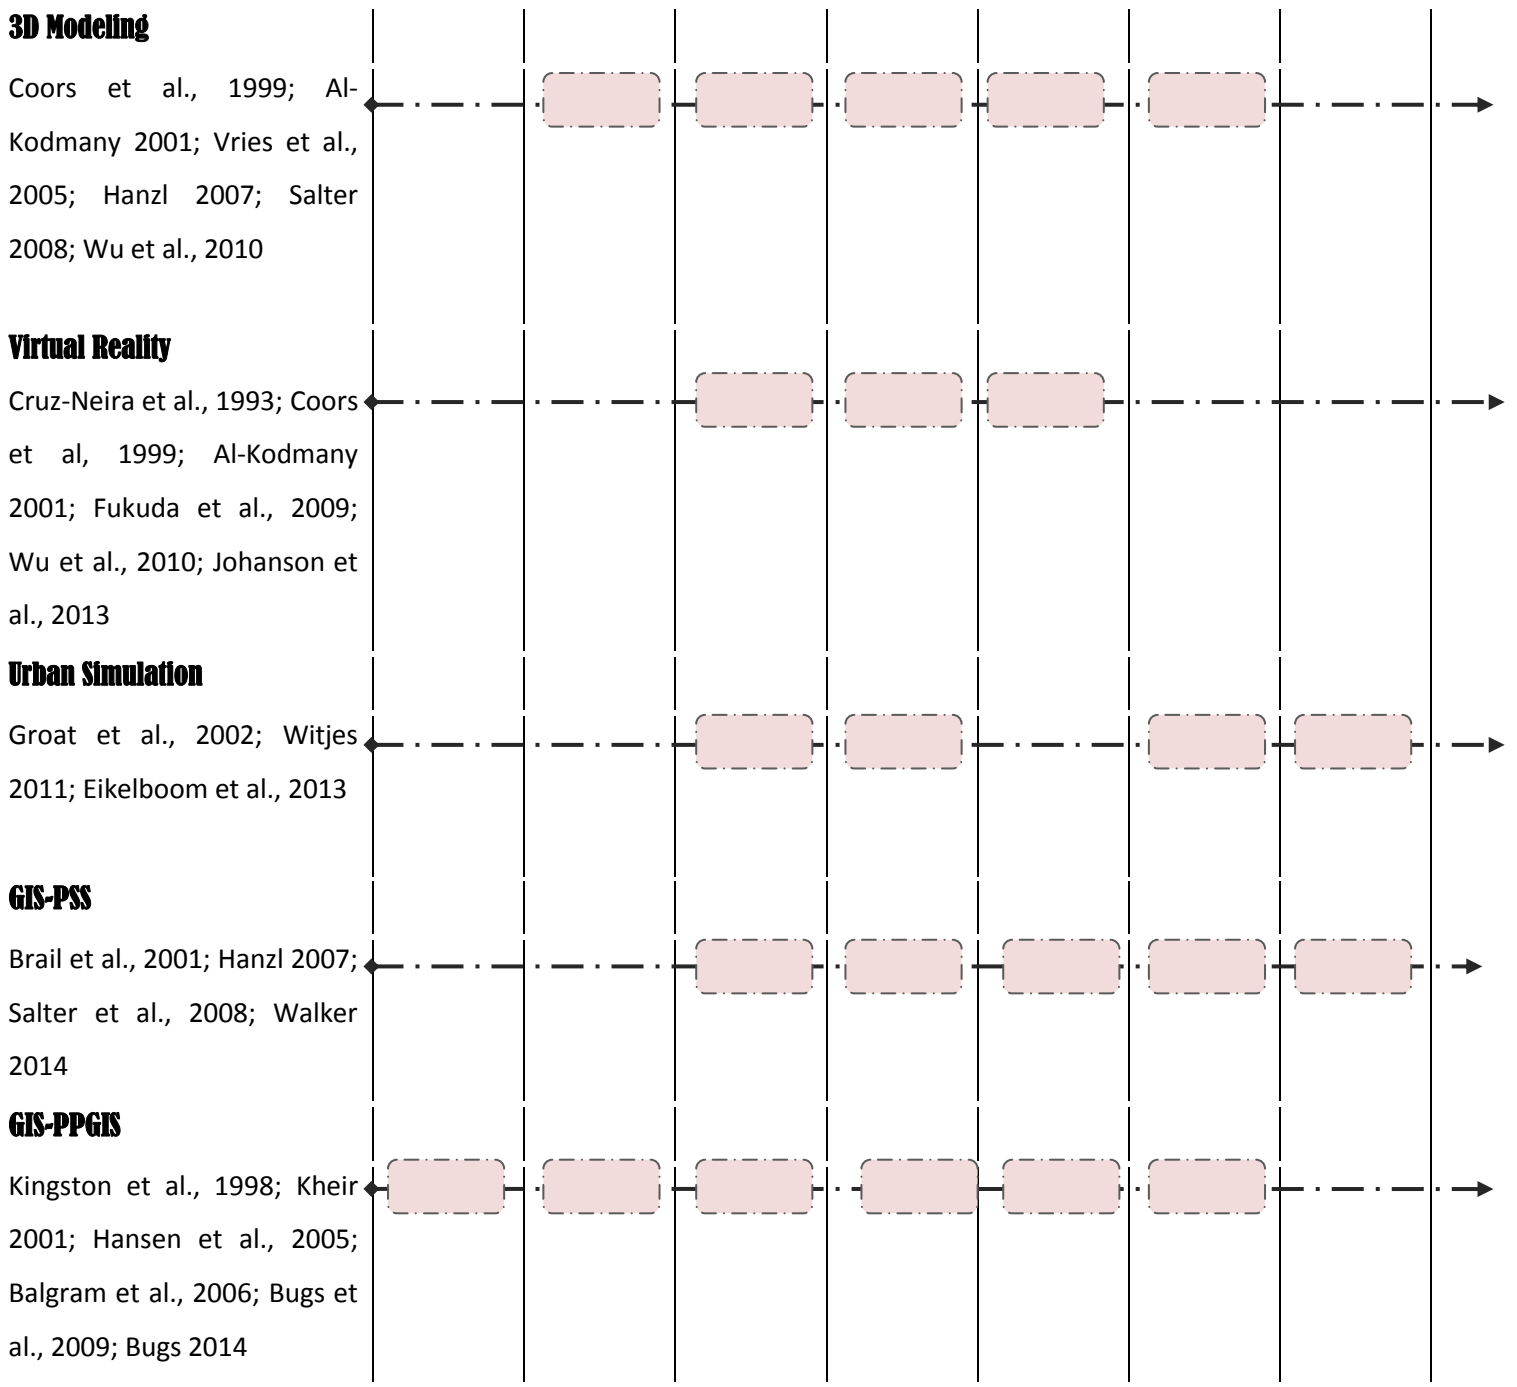 3D Modeling
Coors et al., 1999; Al-
Kodmany 2001; Vries et al.,
2005; Hanzl 2007; Salter
2008; Wu et al., 2010
Virtual Reality
Cruz-Neira et al., 1993; Coors
et al, 1999; Al-Kodmany
2001; Fukuda et al., 2009;
Wu et al., 2010; Johanson et
al., 2013
Urban Simulation
Groat et al., 2002; Witjes
2011; Eikelboom et al., 2013
GIS-PSS
Brail et al., 2001; Hanzl 2007;
Salter et al., 2008; Walker
2014
GIS-PPGIS
Kingston et al., 1998; Kheir
2001; Hansen et al., 2005;
Balgram et al., 2006; Bugs et
al., 2009; Bugs 2014